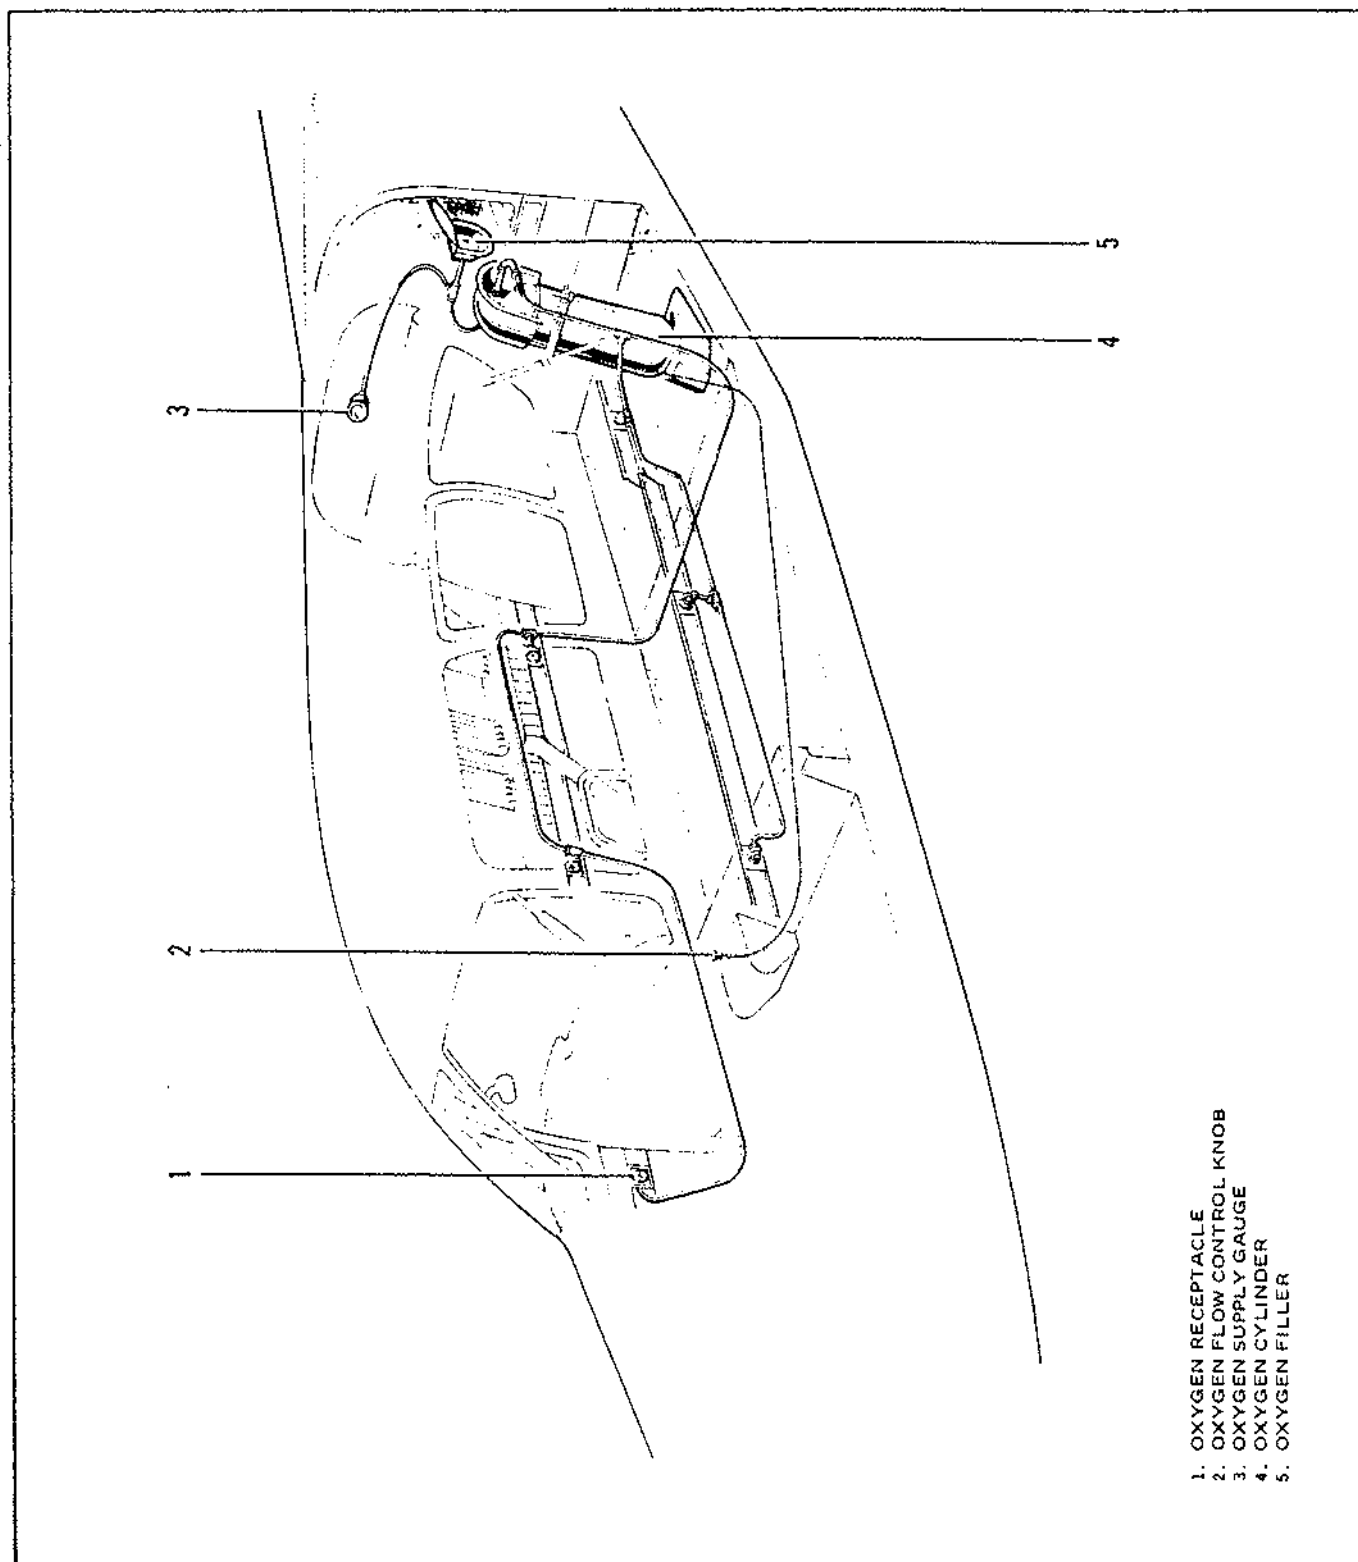 1
2
3
4
5
1. OXYGEN RECEPTACLE
2. OXYGEN FLOW CONTROL KNOB
3. OXYGEN SUPPLY GAUGE
4. OXYGEN CYLINDER
5. OXYGEN FILLER